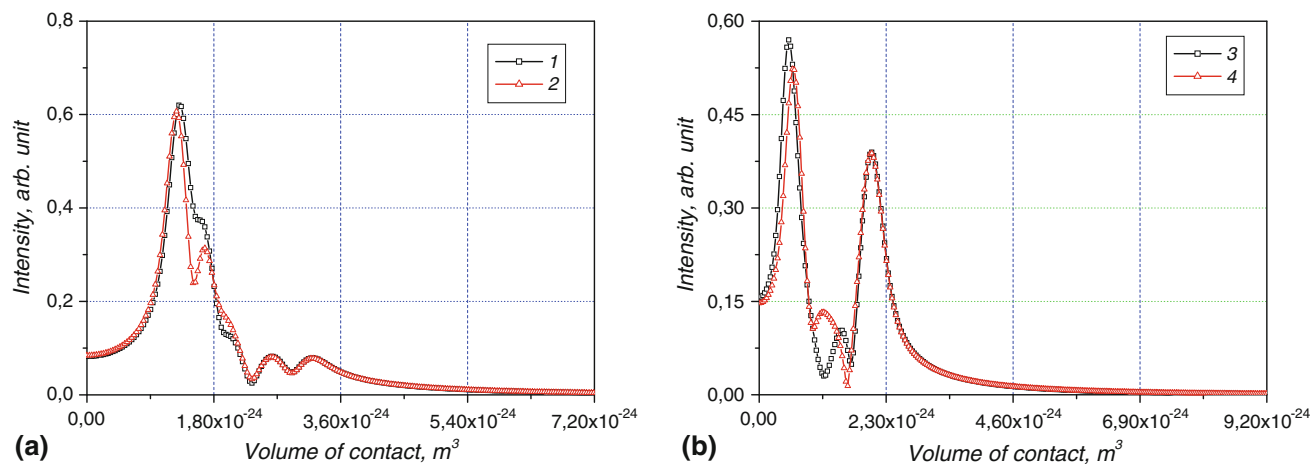 0,8
0,6
0,4
0,2
0,0
Intensity, arb. unit
1
2
0,00
1,80x10⁻²⁴
3,60x10⁻²⁴
5,40x10⁻²⁴
7,20x10⁻²⁴
Volume of contact, m³
(a)
0,60
0,45
0,30
0,15
0,00
Intensity, arb. unit
3
4
0,00
2,30x10⁻²⁴
4,60x10⁻²⁴
6,90x10⁻²⁴
9,20x10⁻²⁴
Volume of contact, m³
(b)